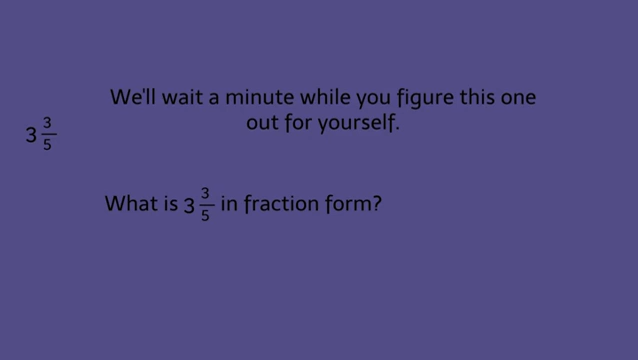 We'll wait a minute while you figure this one
out for yourself.
3 3/5
What is 3 3/5 in fraction form?